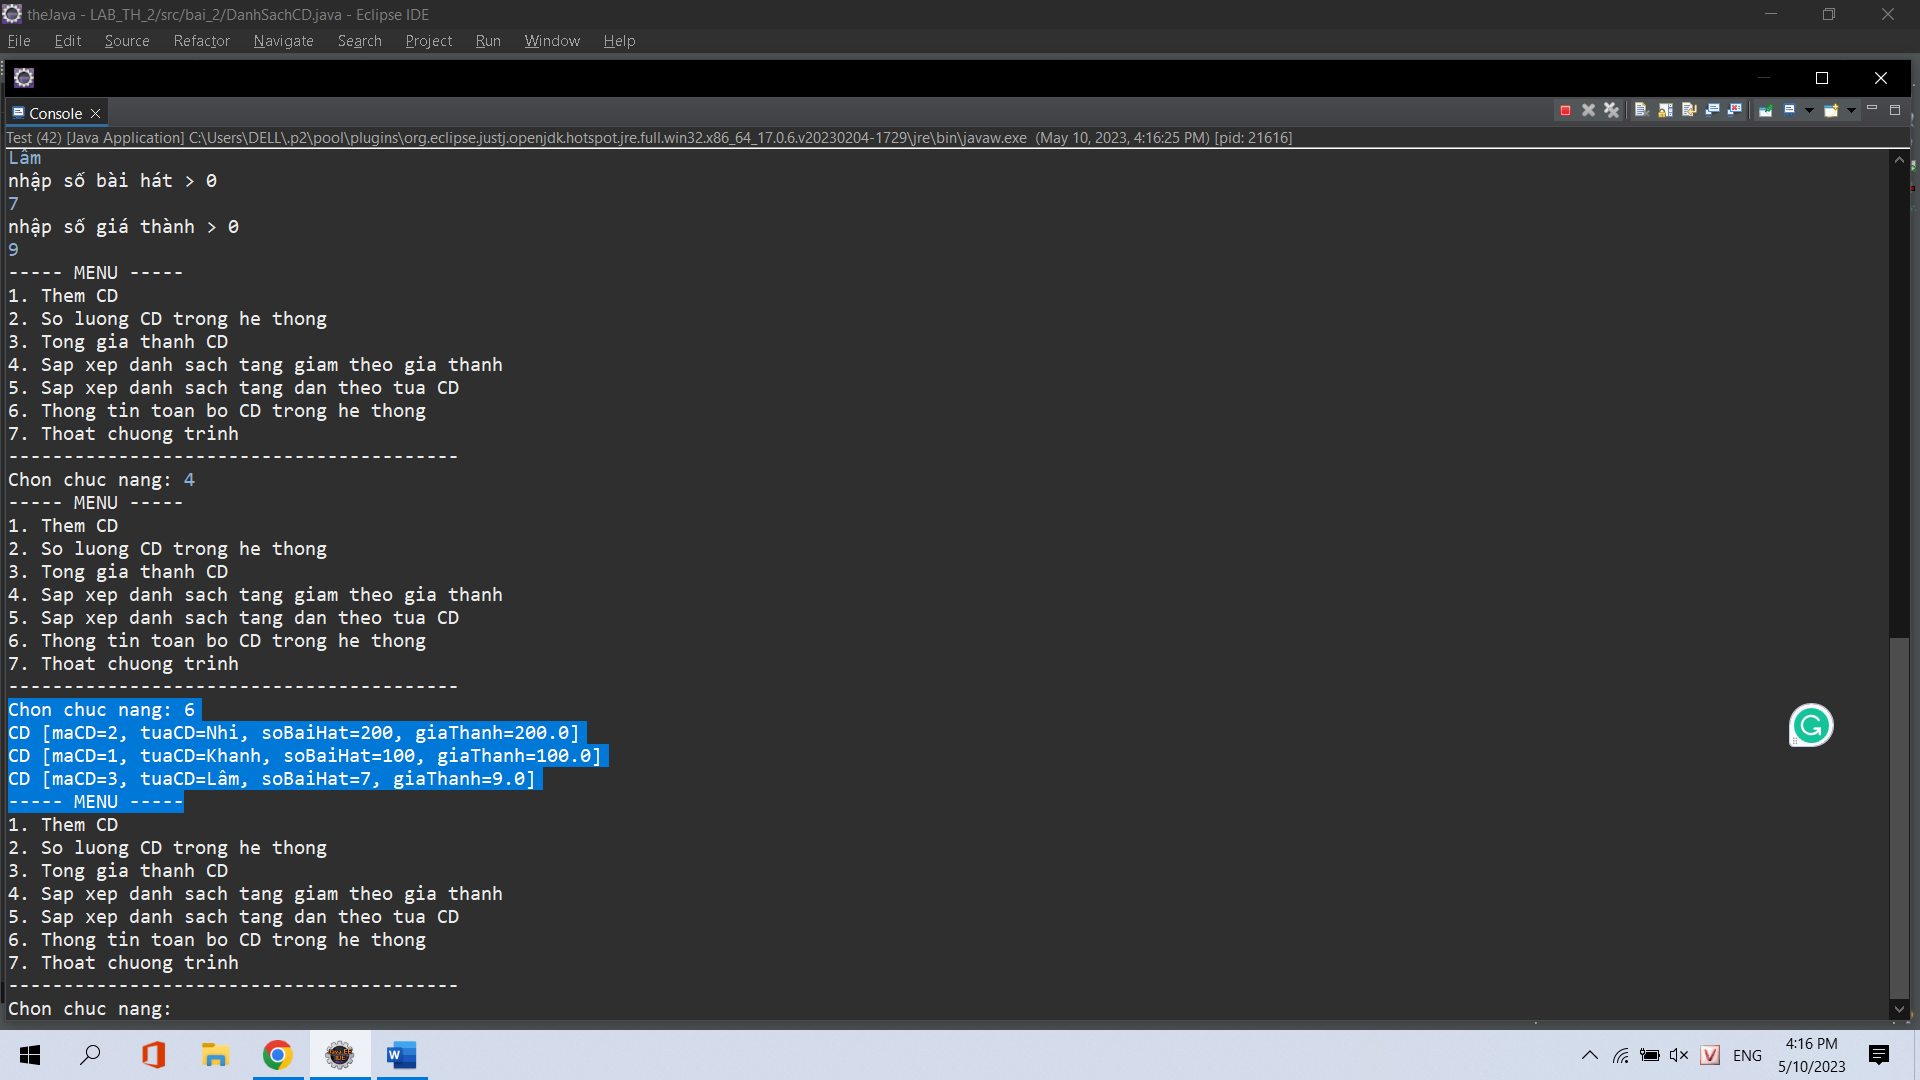 theJava - LAB_TH_2/src/bai_2/DanhSachCD.java - Eclipse IDE
File Edit Source Refactor Navigate Search Project Run Window Help
Console
Test (42) [Java Application] C:\Users\DELL\.p2\pool\plugins\org.eclipse.justj.openjdk.hotspot.jre.full.win32.x86_64_17.0.6.v20230204-1729\jre\bin\javaw.exe (May 10, 2023, 4:16:25 PM) [pid: 21616]
Lâm
nhập số bài hát > 0
7
nhập số giá thành > 0
9
----- MENU -----
1. Them CD
2. So luong CD trong he thong
3. Tong gia thanh CD
4. Sap xep danh sach tang giam theo gia thanh
5. Sap xep danh sach tang dan theo tua CD
6. Thong tin toan bo CD trong he thong
7. Thoat chuong trinh
-----------------------------------------
Chon chuc nang: 4
----- MENU -----
1. Them CD
2. So luong CD trong he thong
3. Tong gia thanh CD
4. Sap xep danh sach tang giam theo gia thanh
5. Sap xep danh sach tang dan theo tua CD
6. Thong tin toan bo CD trong he thong
7. Thoat chuong trinh
-----------------------------------------
Chon chuc nang: 6
CD [maCD=2, tuaCD=Nhi, soBaiHat=200, giaThanh=200.0]
CD [maCD=1, tuaCD=Khanh, soBaiHat=100, giaThanh=100.0]
CD [maCD=3, tuaCD=Lâm, soBaiHat=7, giaThanh=9.0]
----- MENU -----
1. Them CD
2. So luong CD trong he thong
3. Tong gia thanh CD
4. Sap xep danh sach tang giam theo gia thanh
5. Sap xep danh sach tang dan theo tua CD
6. Thong tin toan bo CD trong he thong
7. Thoat chuong trinh
-----------------------------------------
Chon chuc nang:
ENG
4:16 PM
5/10/2023